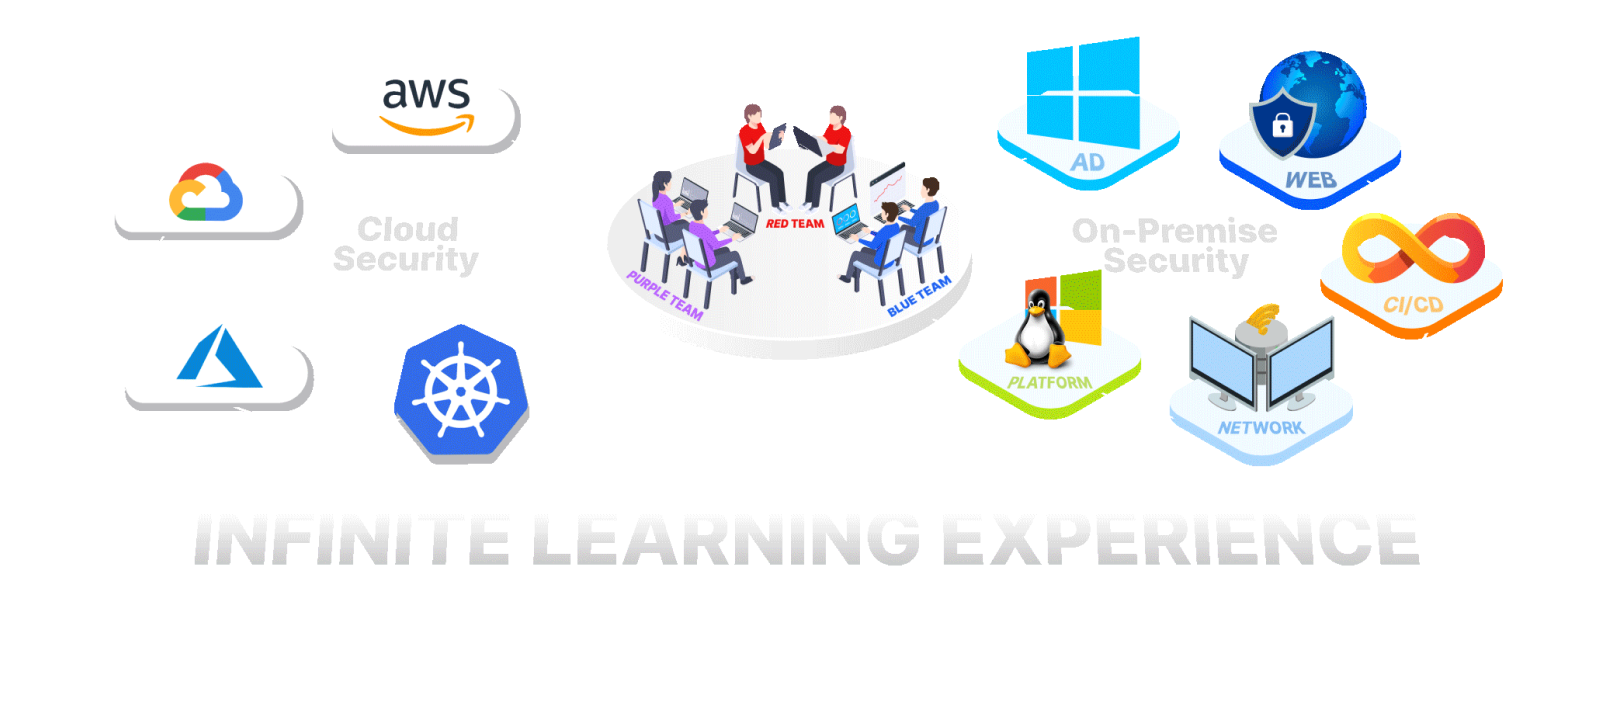 aws
Cloud
Security
RED TEAM
PURPLE TEAM
BLUE TEAM
AD
WEB
On-Premise
Security
CI/CD
PLATFORM
NETWORK
INFINITE LEARNING EXPERIENCE